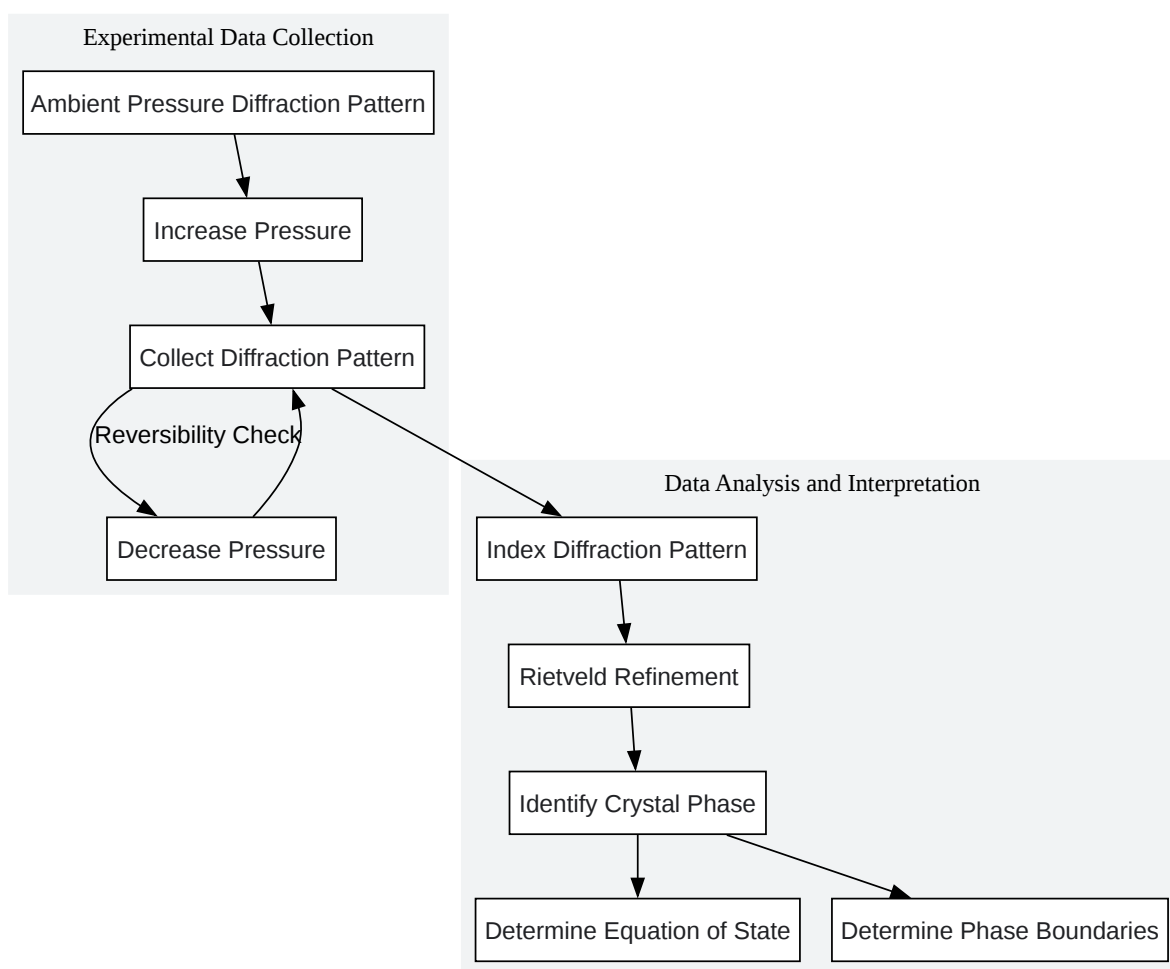 Experimental Data Collection
Ambient Pressure Diffraction Pattern
Increase Pressure
Collect Diffraction Pattern
Reversibility Check
Decrease Pressure
Data Analysis and Interpretation
Index Diffraction Pattern
Rietveld Refinement
Identify Crystal Phase
Determine Equation of State
Determine Phase Boundaries